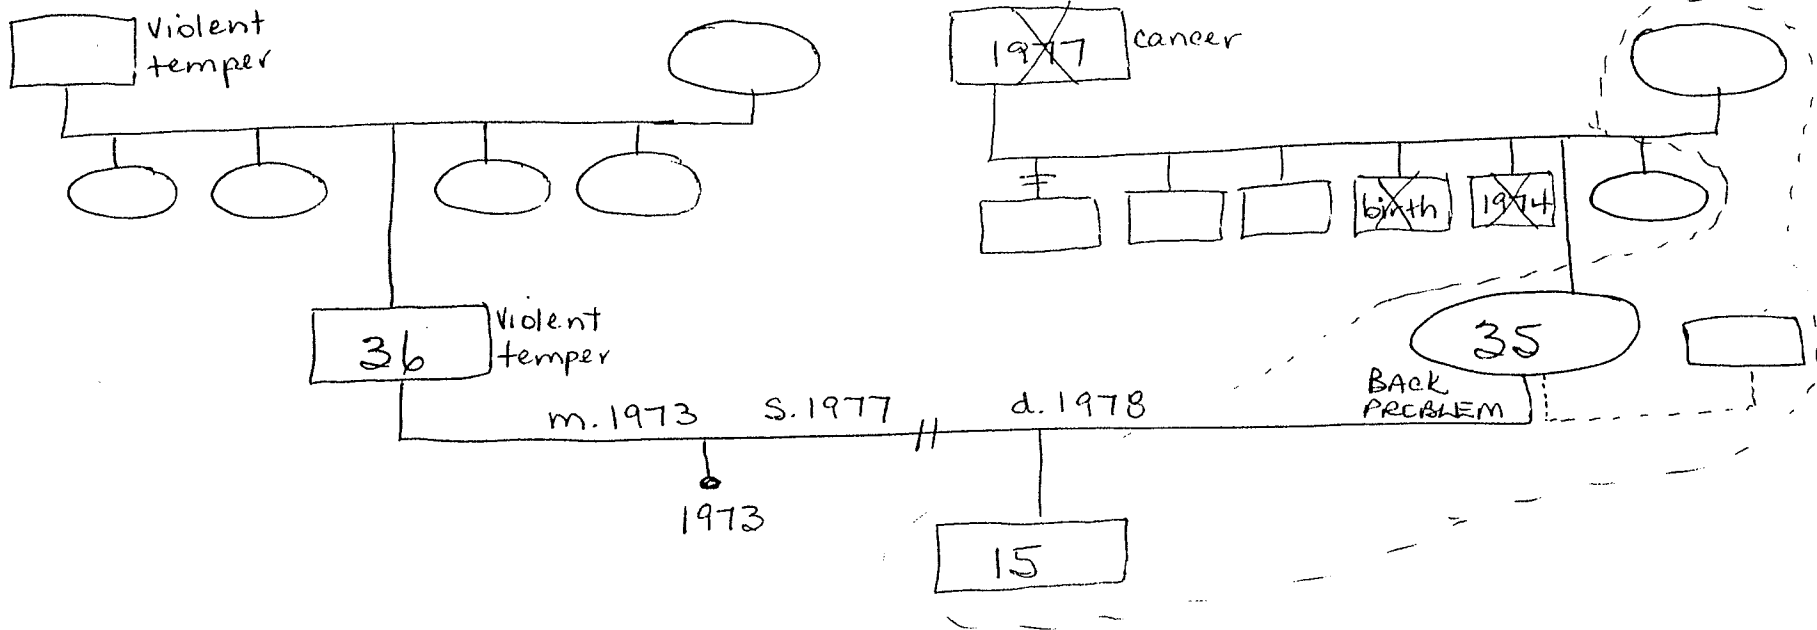 Violent
temper
1977
cancer
birth
1974
36
Violent
temper
35
BACK
PROBLEM
m. 1973
S. 1977
d. 1978
1973
15